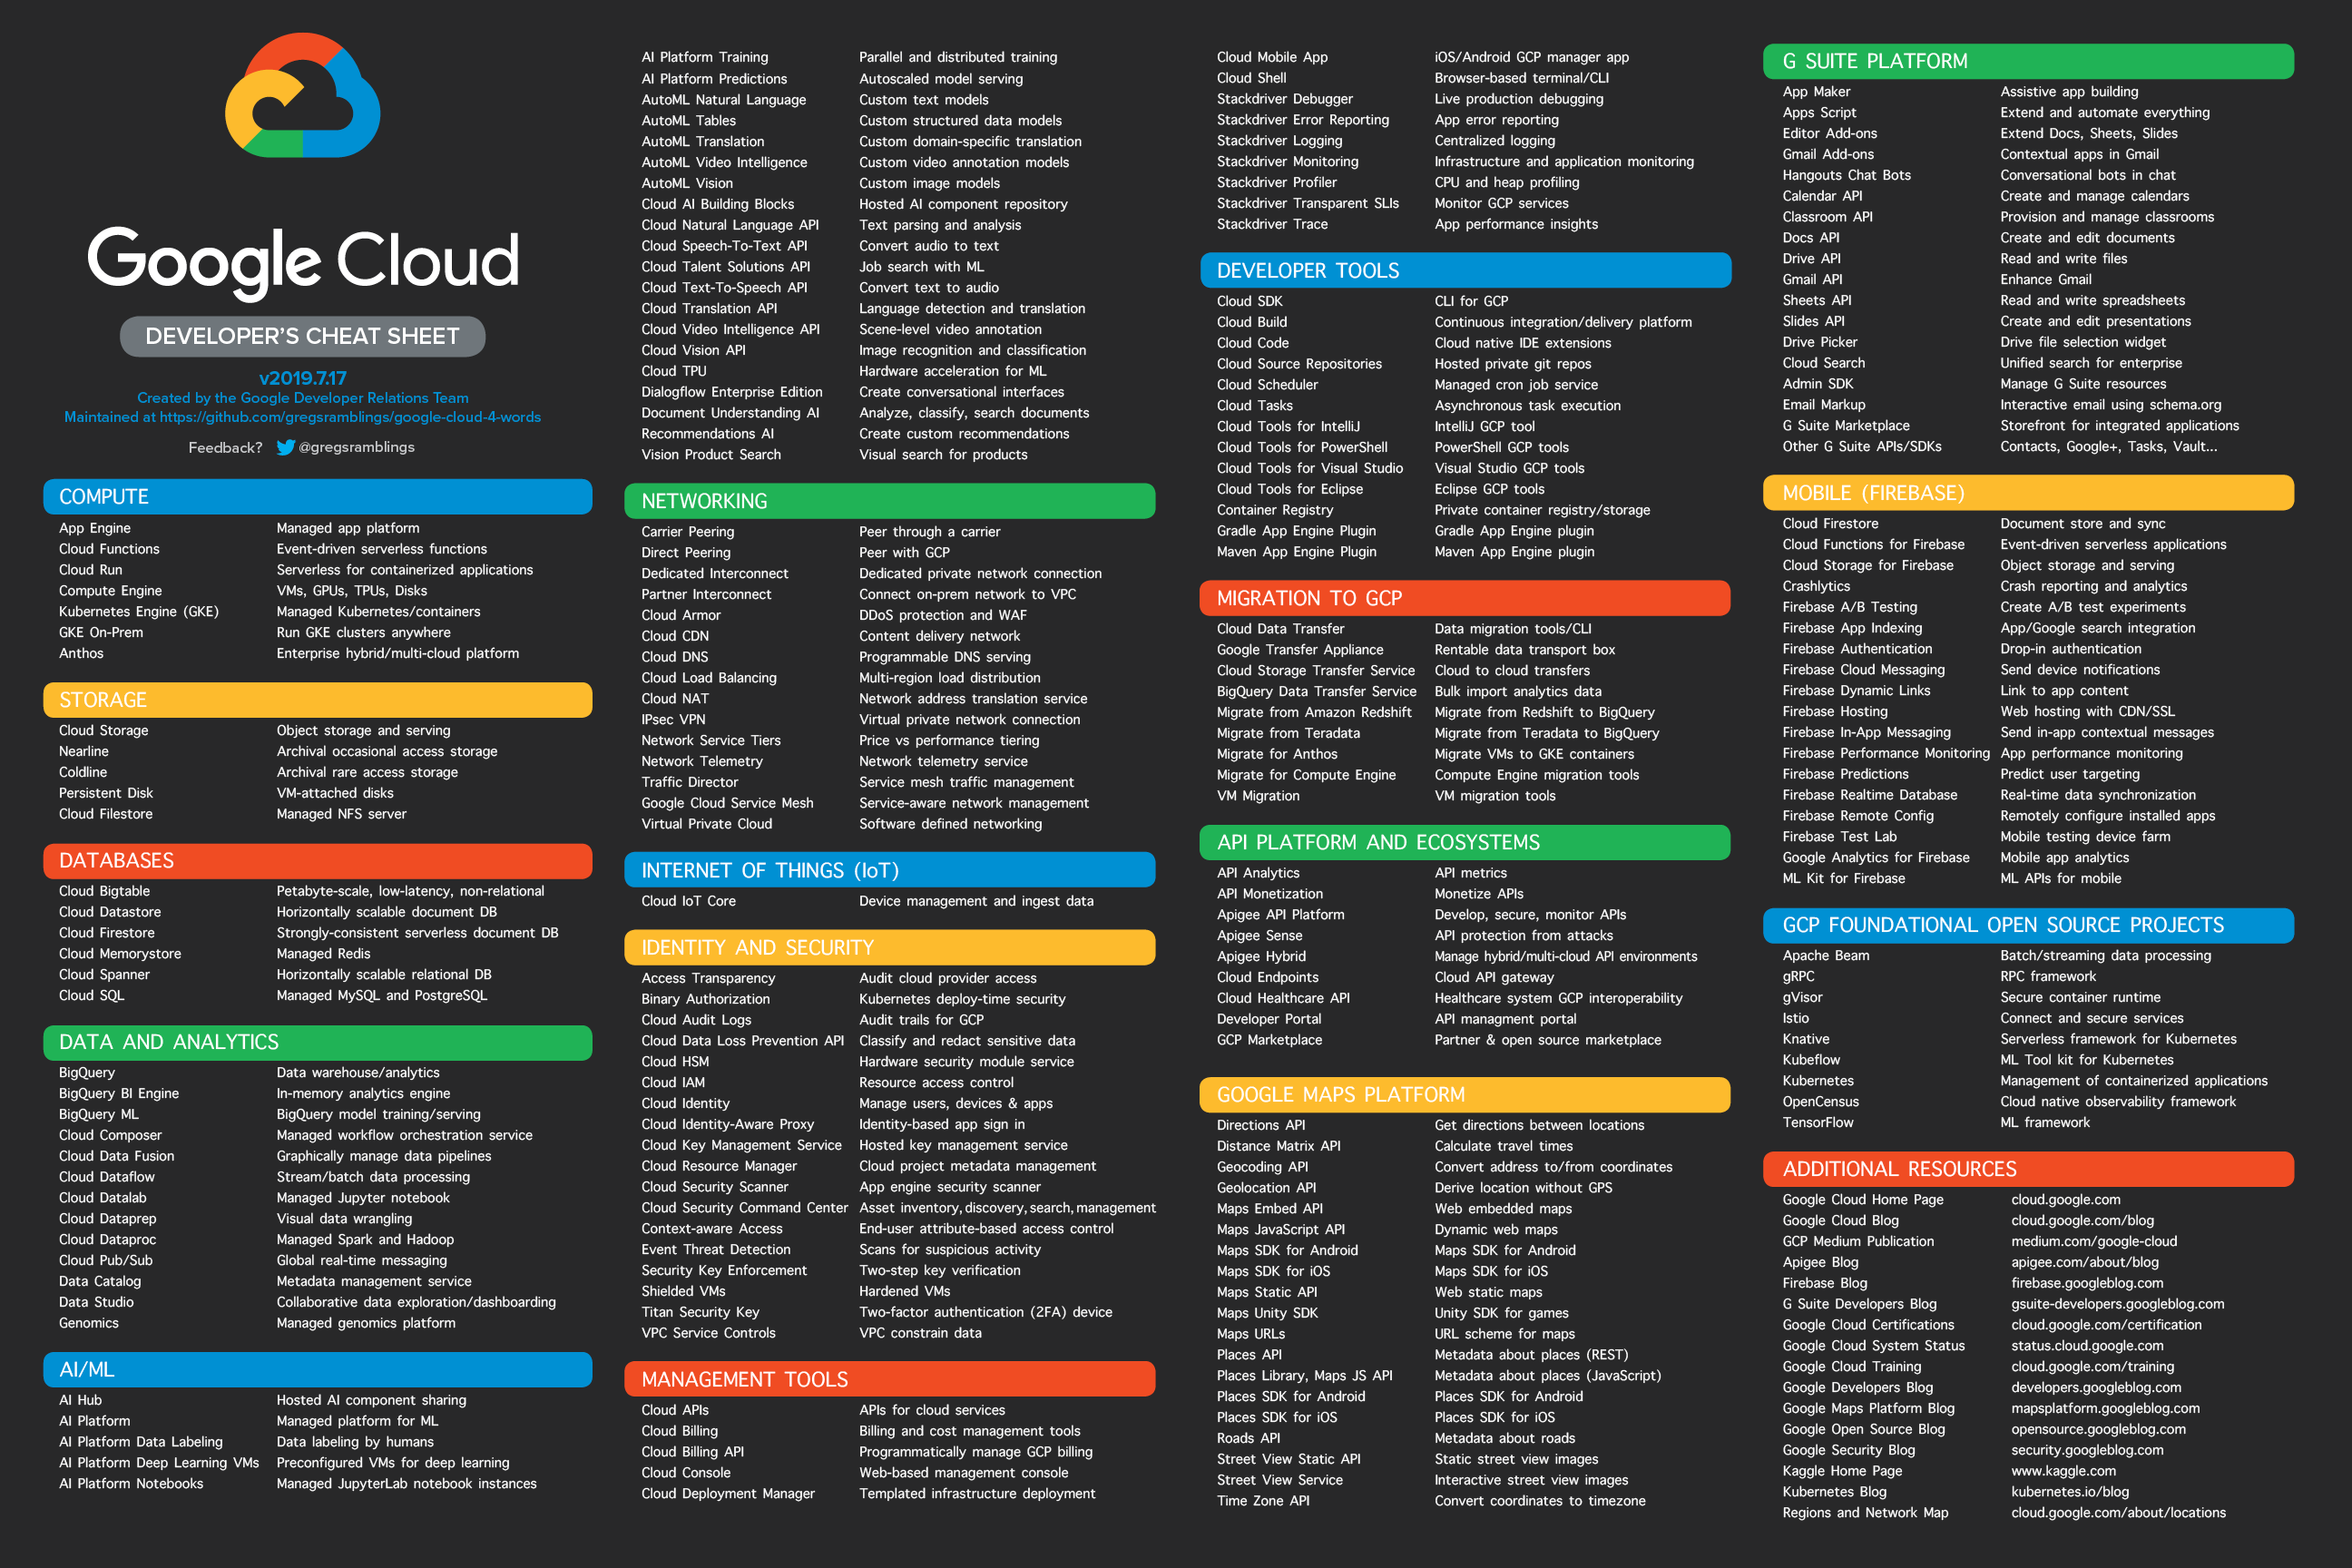 Google Cloud
DEVELOPER'S CHEAT SHEET
v2019.7.17
Created by the Google Developer Relations Team
Maintained at https://github.com/gregsramblings/google-cloud-4-words
Feedback? @gregsramblings
COMPUTE
App Engine Managed app platform
Cloud Functions Event-driven serverless functions
Cloud Run Serverless for containerized applications
Compute Engine VMs, GPUs, TPUs, Disks
Kubernetes Engine (GKE) Managed Kubernetes/containers
GKE On-Prem Run GKE clusters anywhere
Anthos Enterprise hybrid/multi-cloud platform
STORAGE
Cloud Storage Object storage and serving
Nearline Archival occasional access storage
Coldline Archival rare access storage
Persistent Disk VM-attached disks
Cloud Filestore Managed NFS server
DATABASES
Cloud Bigtable Petabyte-scale, low-latency, non-relational
Cloud Datastore Horizontally scalable document DB
Cloud Firestore Strongly-consistent serverless document DB
Cloud Memorystore Managed Redis
Cloud Spanner Horizontally scalable relational DB
Cloud SQL Managed MySQL and PostgreSQL
DATA AND ANALYTICS
BigQuery Data warehouse/analytics
BigQuery BI Engine In-memory analytics engine
BigQuery ML BigQuery model training/serving
Cloud Composer Managed workflow orchestration service
Cloud Data Fusion Graphically manage data pipelines
Cloud Dataflow Stream/batch data processing
Cloud Datalab Managed Jupyter notebook
Cloud Dataprep Visual data wrangling
Cloud Dataproc Managed Spark and Hadoop
Cloud Pub/Sub Global real-time messaging
Data Catalog Metadata management service
Data Studio Collaborative data exploration/dashboarding
Genomics Managed genomics platform
AI/ML
AI Hub Hosted AI component sharing
AI Platform Managed platform for ML
AI Platform Data Labeling Data labeling by humans
AI Platform Deep Learning VMs Preconfigured VMs for deep learning
AI Platform Notebooks Managed JupyterLab notebook instances
AI Platform Training Parallel and distributed training
AI Platform Predictions Autoscaled model serving
AutoML Natural Language Custom text models
AutoML Tables Custom structured data models
AutoML Translation Custom domain-specific translation
AutoML Video Intelligence Custom video annotation models
AutoML Vision Custom image models
Cloud AI Building Blocks Hosted AI component repository
Cloud Natural Language API Text parsing and analysis
Cloud Speech-To-Text API Convert audio to text
Cloud Talent Solutions API Job search with ML
Cloud Text-To-Speech API Convert text to audio
Cloud Translation API Language detection and translation
Cloud Video Intelligence API Scene-level video annotation
Cloud Vision API Image recognition and classification
Cloud TPU Hardware acceleration for ML
Dialogflow Enterprise Edition Create conversational interfaces
Document Understanding AI Analyze, classify, search documents
Recommendations AI Create custom recommendations
Vision Product Search Visual search for products
NETWORKING
Carrier Peering Peer through a carrier
Direct Peering Peer with GCP
Dedicated Interconnect Dedicated private network connection
Partner Interconnect Connect on-prem network to VPC
Cloud Armor DDoS protection and WAF
Cloud CDN Content delivery network
Cloud DNS Programmable DNS serving
Cloud Load Balancing Multi-region load distribution
Cloud NAT Network address translation service
IPsec VPN Virtual private network connection
Network Service Tiers Price vs performance tiering
Network Telemetry Network telemetry service
Traffic Director Service mesh traffic management
Google Cloud Service Mesh Service-aware network management
Virtual Private Cloud Software defined networking
INTERNET OF THINGS (IoT)
Cloud IoT Core Device management and ingest data
IDENTITY AND SECURITY
Access Transparency Audit cloud provider access
Binary Authorization Kubernetes deploy-time security
Cloud Audit Logs Audit trails for GCP
Cloud Data Loss Prevention API Classify and redact sensitive data
Cloud HSM Hardware security module service
Cloud IAM Resource access control
Cloud Identity Manage users, devices & apps
Cloud Identity-Aware Proxy Identity-based app sign in
Cloud Key Management Service Hosted key management service
Cloud Resource Manager Cloud project metadata management
Cloud Security Scanner App engine security scanner
Cloud Security Command Center Asset inventory, discovery, search, management
Context-aware Access End-user attribute-based access control
Event Threat Detection Scans for suspicious activity
Security Key Enforcement Two-step key verification
Shielded VMs Hardened VMs
Titan Security Key Two-factor authentication (2FA) device
VPC Service Controls VPC constrain data
MANAGEMENT TOOLS
Cloud APIs APIs for cloud services
Cloud Billing Billing and cost management tools
Cloud Billing API Programmatically manage GCP billing
Cloud Console Web-based management console
Cloud Deployment Manager Templated infrastructure deployment
Cloud Mobile App iOS/Android GCP manager app
Cloud Shell Browser-based terminal/CLI
Stackdriver Debugger Live production debugging
Stackdriver Error Reporting App error reporting
Stackdriver Logging Centralized logging
Stackdriver Monitoring Infrastructure and application monitoring
Stackdriver Profiler CPU and heap profiling
Stackdriver Transparent SLIs Monitor GCP services
Stackdriver Trace App performance insights
DEVELOPER TOOLS
Cloud SDK CLI for GCP
Cloud Build Continuous integration/delivery platform
Cloud Code Cloud native IDE extensions
Cloud Source Repositories Hosted private git repos
Cloud Scheduler Managed cron job service
Cloud Tasks Asynchronous task execution
Cloud Tools for IntelliJ IntelliJ GCP tool
Cloud Tools for PowerShell PowerShell GCP tools
Cloud Tools for Visual Studio Visual Studio GCP tools
Cloud Tools for Eclipse Eclipse GCP tools
Container Registry Private container registry/storage
Gradle App Engine Plugin Gradle App Engine plugin
Maven App Engine Plugin Maven App Engine plugin
MIGRATION TO GCP
Cloud Data Transfer Data migration tools/CLI
Google Transfer Appliance Rentable data transport box
Cloud Storage Transfer Service Cloud to cloud transfers
BigQuery Data Transfer Service Bulk import analytics data
Migrate from Amazon Redshift Migrate from Redshift to BigQuery
Migrate from Teradata Migrate from Teradata to BigQuery
Migrate for Anthos Migrate VMs to GKE containers
Migrate for Compute Engine Compute Engine migration tools
VM Migration VM migration tools
API PLATFORM AND ECOSYSTEMS
API Analytics API metrics
API Monetization Monetize APIs
Apigee API Platform Develop, secure, monitor APIs
Apigee Sense API protection from attacks
Apigee Hybrid Manage hybrid/multi-cloud API environments
Cloud Endpoints Cloud API gateway
Cloud Healthcare API Healthcare system GCP interoperability
Developer Portal API managment portal
GCP Marketplace Partner & open source marketplace
GOOGLE MAPS PLATFORM
Directions API Get directions between locations
Distance Matrix API Calculate travel times
Geocoding API Convert address to/from coordinates
Geolocation API Derive location without GPS
Maps Embed API Web embedded maps
Maps JavaScript API Dynamic web maps
Maps SDK for Android Maps SDK for Android
Maps SDK for iOS Maps SDK for iOS
Maps Static API Web static maps
Maps Unity SDK Unity SDK for games
Maps URLs URL scheme for maps
Places API Metadata about places (REST)
Places Library, Maps JS API Metadata about places (JavaScript)
Places SDK for Android Places SDK for Android
Places SDK for iOS Places SDK for iOS
Roads API Metadata about roads
Street View Static API Static street view images
Street View Service Interactive street view images
Time Zone API Convert coordinates to timezone
G SUITE PLATFORM
App Maker Assistive app building
Apps Script Extend and automate everything
Editor Add-ons Extend Docs, Sheets, Slides
Gmail Add-ons Contextual apps in Gmail
Hangouts Chat Bots Conversational bots in chat
Calendar API Create and manage calendars
Classroom API Provision and manage classrooms
Docs API Create and edit documents
Drive API Read and write files
Gmail API Enhance Gmail
Sheets API Read and write spreadsheets
Slides API Create and edit presentations
Drive Picker Drive file selection widget
Cloud Search Unified search for enterprise
Admin SDK Manage G Suite resources
Email Markup Interactive email using schema.org
G Suite Marketplace Storefront for integrated applications
Other G Suite APIs/SDKs Contacts, Google+, Tasks, Vault...
MOBILE (FIREBASE)
Cloud Firestore Document store and sync
Cloud Functions for Firebase Event-driven serverless applications
Cloud Storage for Firebase Object storage and serving
Crashlytics Crash reporting and analytics
Firebase A/B Testing Create A/B test experiments
Firebase App Indexing App/Google search integration
Firebase Authentication Drop-in authentication
Firebase Cloud Messaging Send device notifications
Firebase Dynamic Links Link to app content
Firebase Hosting Web hosting with CDN/SSL
Firebase In-App Messaging Send in-app contextual messages
Firebase Performance Monitoring App performance monitoring
Firebase Predictions Predict user targeting
Firebase Realtime Database Real-time data synchronization
Firebase Remote Config Remotely configure installed apps
Firebase Test Lab Mobile testing device farm
Google Analytics for Firebase Mobile app analytics
ML Kit for Firebase ML APIs for mobile
GCP FOUNDATIONAL OPEN SOURCE PROJECTS
Apache Beam Batch/streaming data processing
gRPC RPC framework
gVisor Secure container runtime
Istio Connect and secure services
Knative Serverless framework for Kubernetes
Kubeflow ML Tool kit for Kubernetes
Kubernetes Management of containerized applications
OpenCensus Cloud native observability framework
TensorFlow ML framework
ADDITIONAL RESOURCES
Google Cloud Home Page cloud.google.com
Google Cloud Blog cloud.google.com/blog
GCP Medium Publication medium.com/google-cloud
Apigee Blog apigee.com/about/blog
Firebase Blog firebase.googleblog.com
G Suite Developers Blog gsuite-developers.googleblog.com
Google Cloud Certifications cloud.google.com/certification
Google Cloud System Status status.cloud.google.com
Google Cloud Training cloud.google.com/training
Google Developers Blog developers.googleblog.com
Google Maps Platform Blog mapsplatform.googleblog.com
Google Open Source Blog opensource.googleblog.com
Google Security Blog security.googleblog.com
Kaggle Home Page www.kaggle.com
Kubernetes Blog kubernetes.io/blog
Regions and Network Map cloud.google.com/about/locations